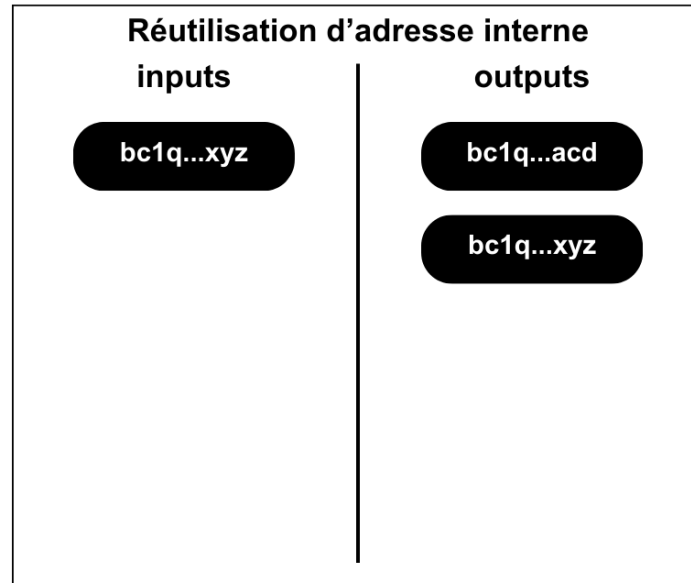 Réutilisation d’adresse interne
inputs
outputs
bc1q...xyz
bc1q...acd
bc1q...xyz